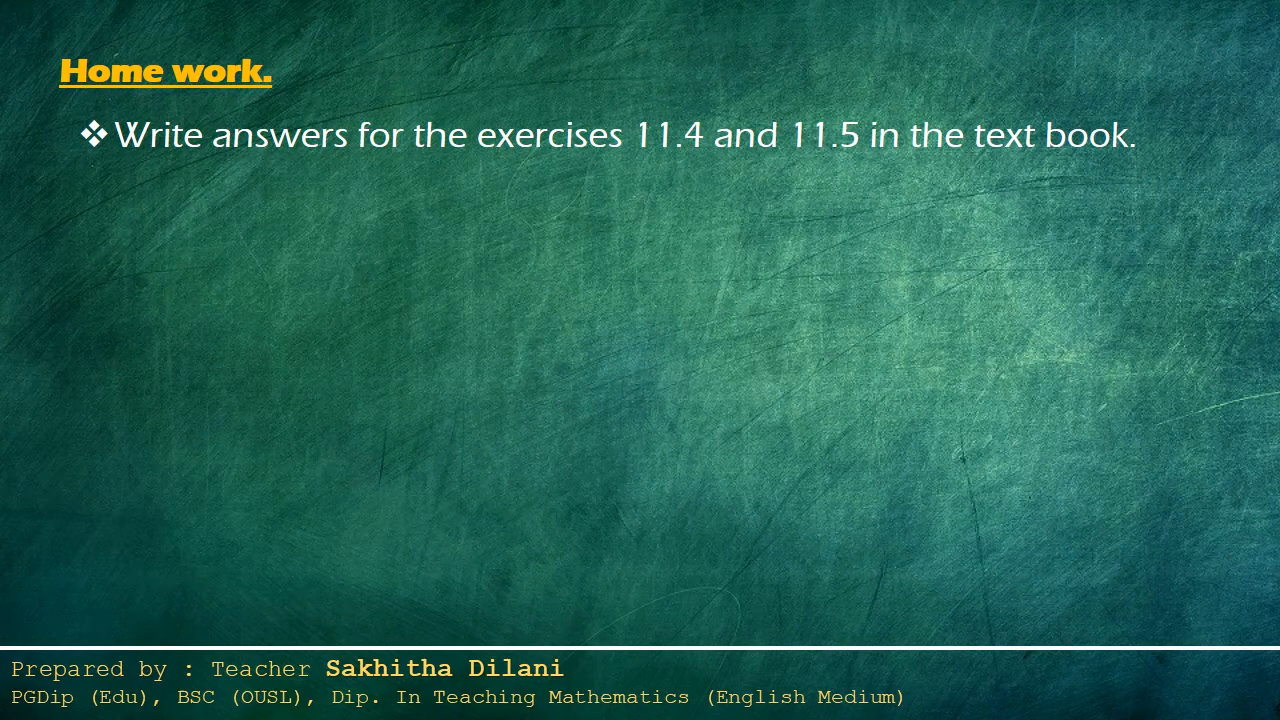 Home work.
❖ Write answers for the exercises 11.4 and 11.5 in the text book.
Prepared by : Teacher Sakhitha Dilani
PGDip (Edu), BSC (OUSL), Dip. In Teaching Mathematics (English Medium)